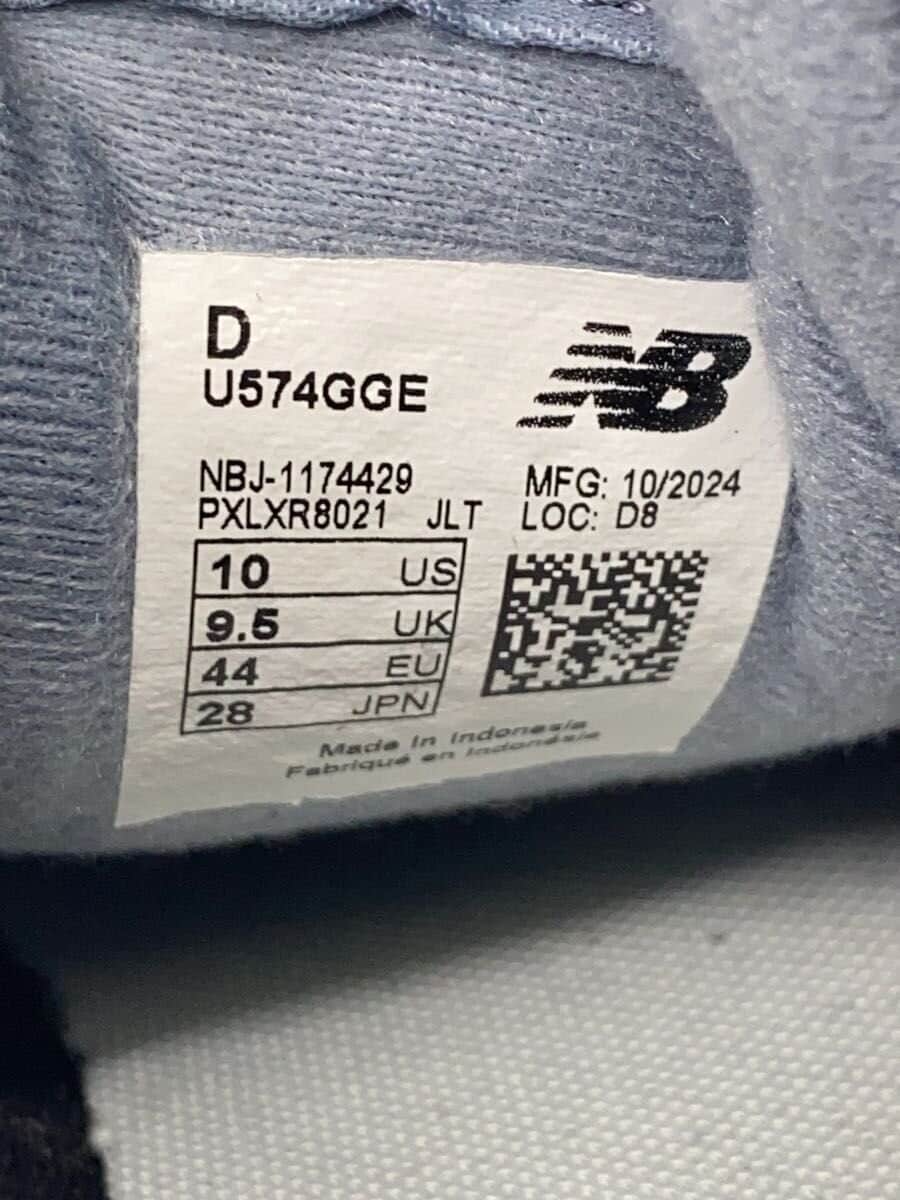 D
U574GGE
NB
NBJ-1174429
PXLXR8021 JLT
MFG: 10/2024
LOC: D8
10 US
9.5 UK
44 EU
28 JPN
Made in Indonesia
Fabriqué en Indonésie